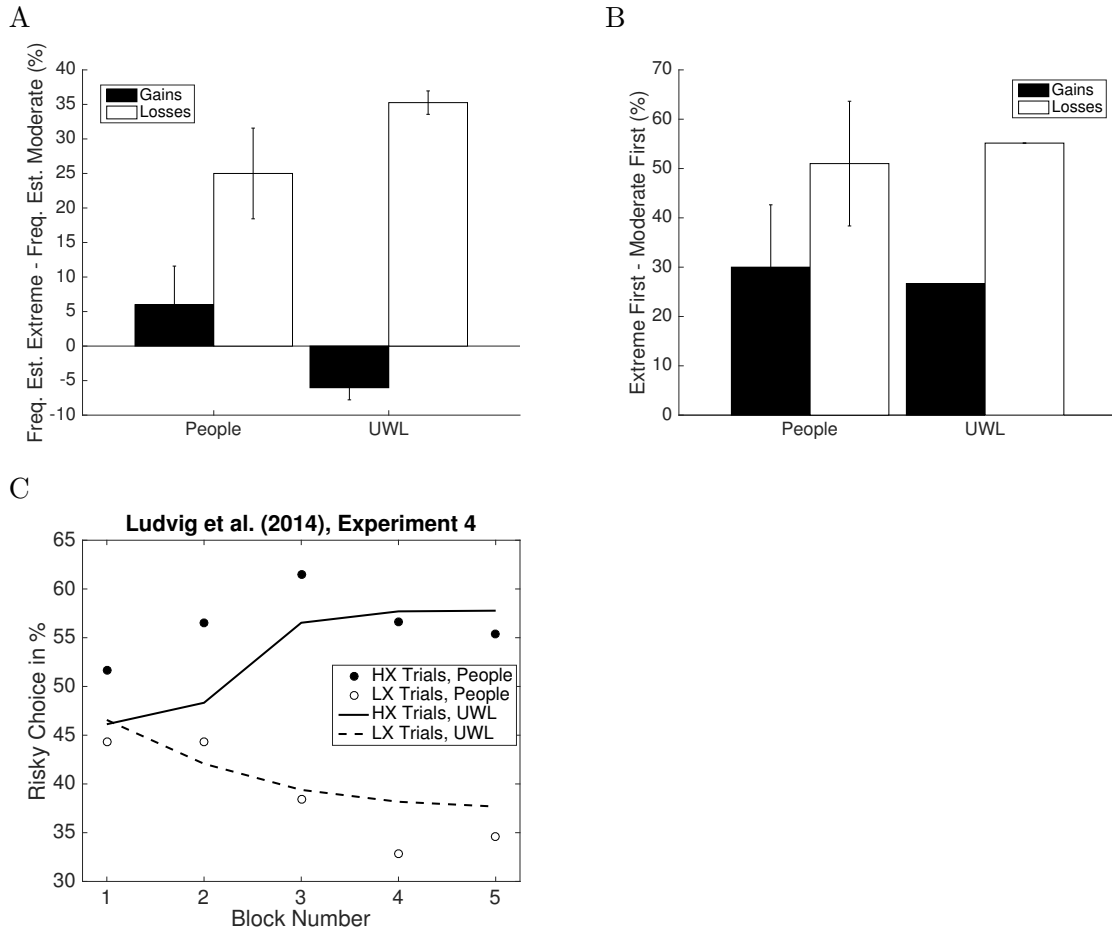 A
Freq. Est. Extreme - Freq. Est. Moderate (%)
40
35
30
25
20
15
10
5
0
-5
-10
Gains
Losses
People
UWL
B
Extreme First - Moderate First (%)
70
60
50
40
30
20
10
0
Gains
Losses
People
UWL
C
Ludvig et al. (2014), Experiment 4
Risky Choice in %
65
60
55
50
45
40
35
30
HX Trials, People
LX Trials, People
HX Trials, UWL
LX Trials, UWL
1 2 3 4 5
Block Number